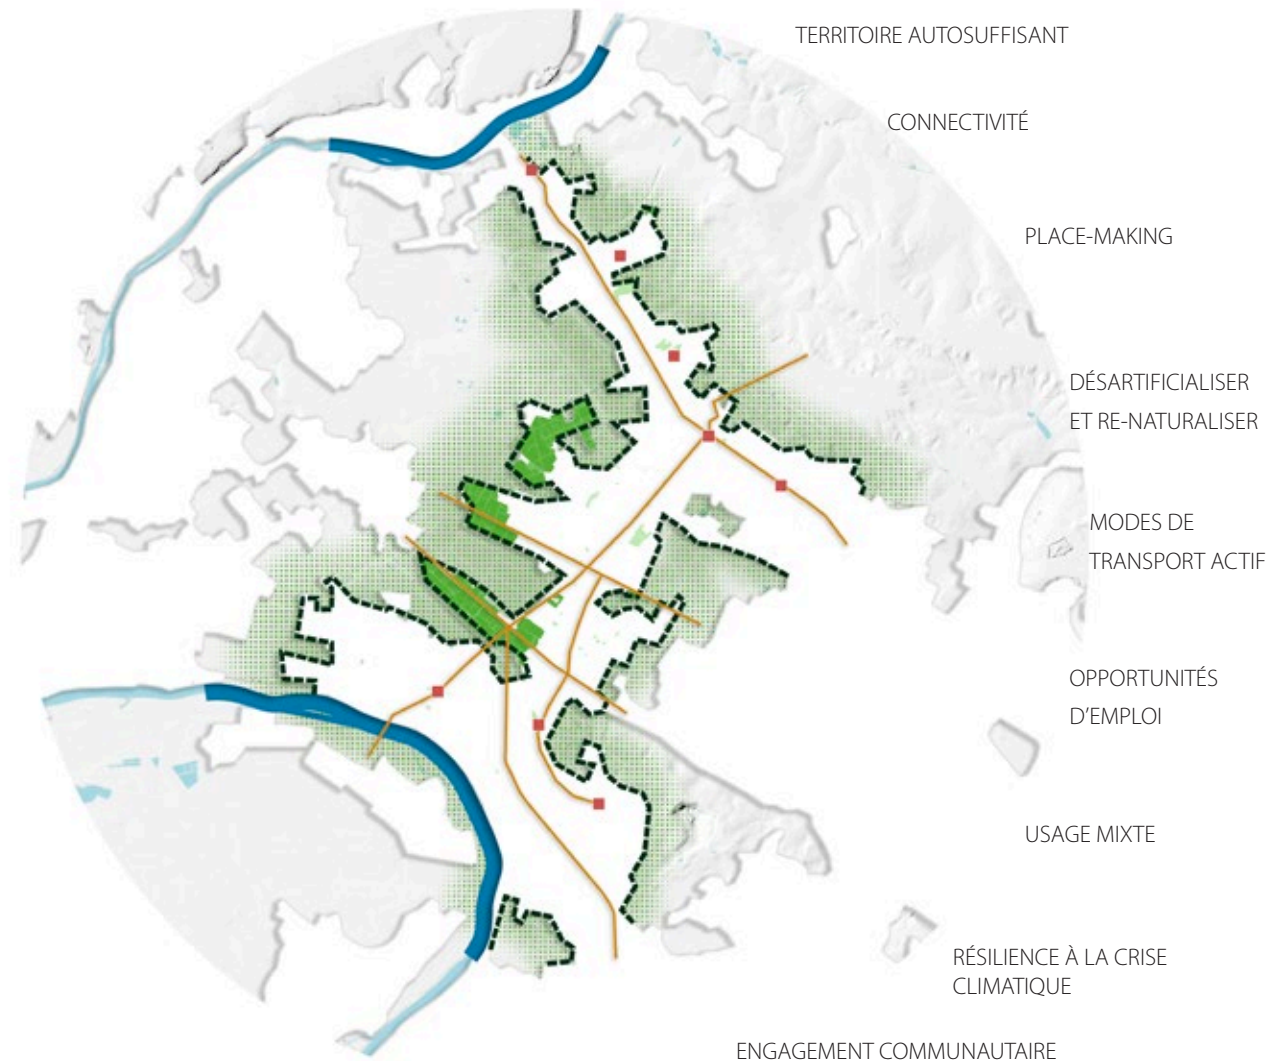 TERRITOIRE AUTOSUFFISANT
CONNECTIVITÉ
PLACE-MAKING
DÉSARTIFICIALISER
ET RE-NATURALISER
MODES DE
TRANSPORT ACTIF
OPPORTUNITÉS
D’EMPLOI
USAGE MIXTE
RÉSILIENCE À LA CRISE
CLIMATIQUE
ENGAGEMENT COMMUNAUTAIRE